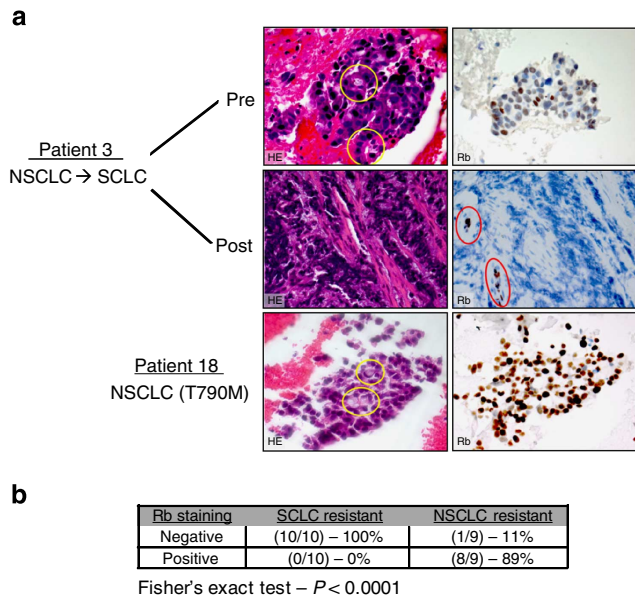 a
Patient 3
NSCLC → SCLC
Pre
HE
Rb
Post
HE
Rb
Patient 18
NSCLC (T790M)
HE
Rb
b
Rb staining SCLC resistant NSCLC resistant
Negative (10/10) – 100% (1/9) – 11%
Positive (0/10) – 0% (8/9) – 89%
Fisher's exact test – P < 0.0001